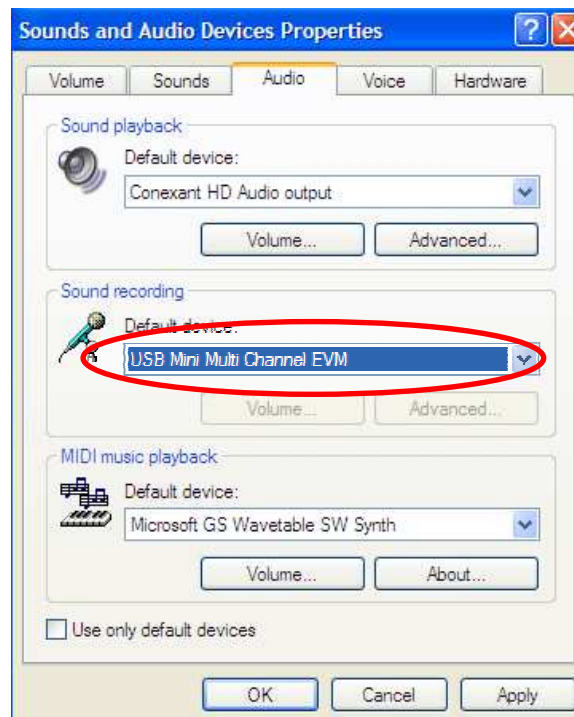 Sounds and Audio Devices Properties
Volume Sounds Audio Voice Hardware
Sound playback
Default device:
Conexant HD Audio output
Volume... Advanced...
Sound recording
Default device:
USB Mini Multi Channel EVM
Volume... Advanced...
MIDI music playback
Default device:
Microsoft GS Wavetable SW Synth
Volume... About...
Use only default devices
OK Cancel Apply